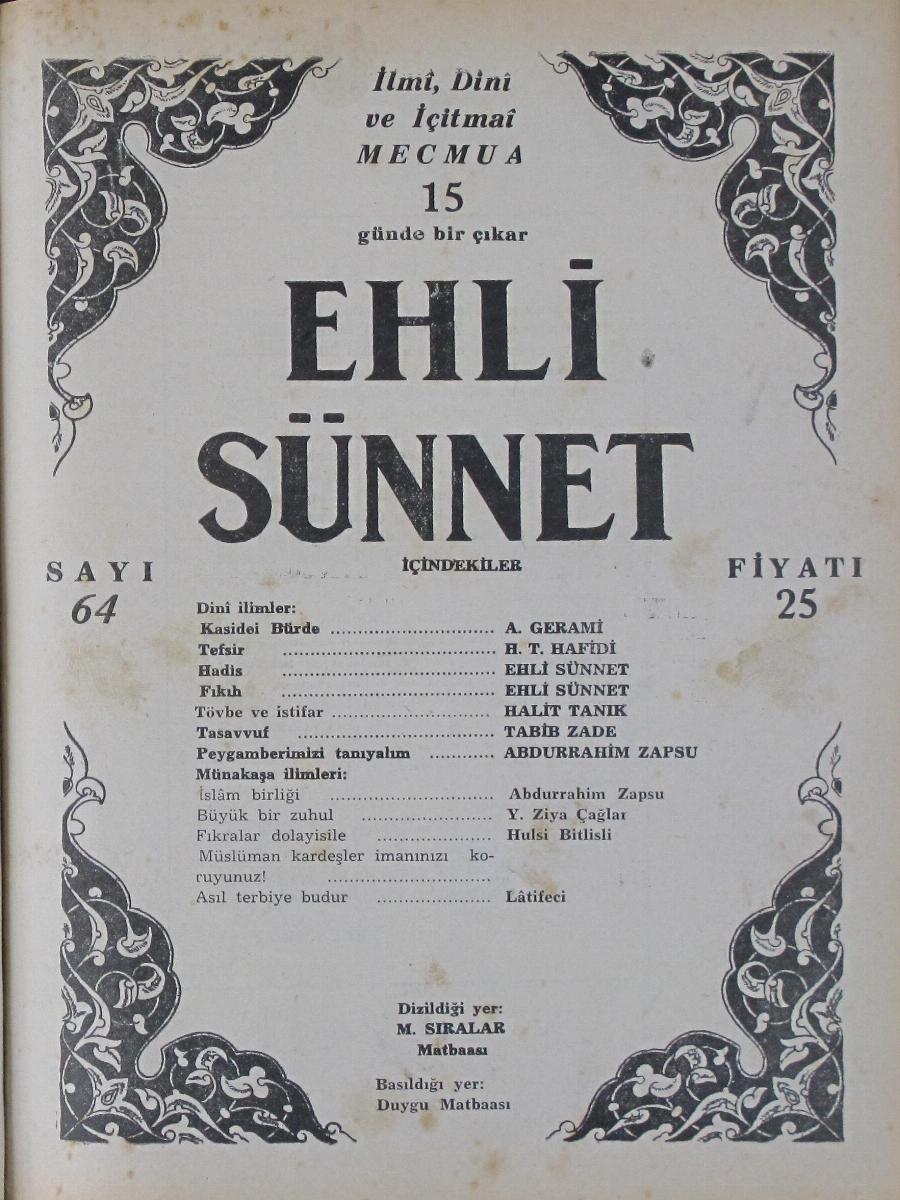 İlmî, Dinî
ve İçitmaî
MECMUA
15
günde bir çıkar
EHLİ
SÜNNET
SAYI
64
FİYATI
25
İÇİNDEKİLER
Dinî ilimler:
Kasidei Bürde .............................. A. GERAMİ
Tefsir ....................................... H. T. HAFİDİ
Hadis ....................................... EHLİ SÜNNET
Fıkıh ....................................... EHLİ SÜNNET
Tövbe ve istifar ............................. HALİT TANIK
Tasavvuf .................................... TABİB ZADE
Peygamberimizi tanıyalım ............ ABDURRAHİM ZAPSU
Münakaşa ilimleri:
İslâm birliği .............................. Abdurrahim Zapsu
Büyük bir zuhul ........................ Y. Ziya Çağlar
Fıkralar dolayisile ..................... Hulsi Bitlisli
Müslüman kardeşler imanınızı ko-
ruyunuz! ..............................
Asıl terbiye budur ..................... Lâtifeci
Dizildiği yer:
M. SIRALAR
Matbaası
Basıldığı yer:
Duygu Matbaası